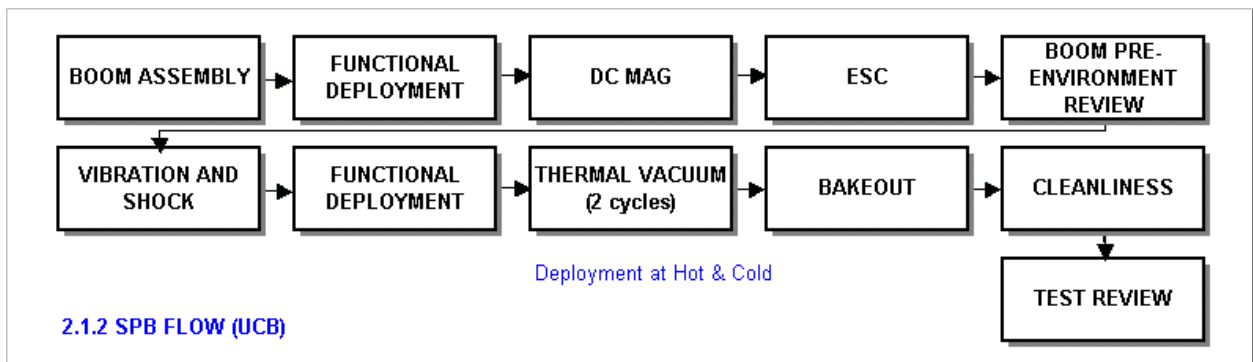 BOOM ASSEMBLY
FUNCTIONAL
DEPLOYMENT
DC MAG
ESC
BOOM PRE-
ENVIRONMENT
REVIEW
VIBRATION AND
SHOCK
FUNCTIONAL
DEPLOYMENT
THERMAL VACUUM
(2 cycles)
BAKEOUT
CLEANLINESS
Deployment at Hot & Cold
TEST REVIEW
2.1.2 SPB FLOW (UCB)